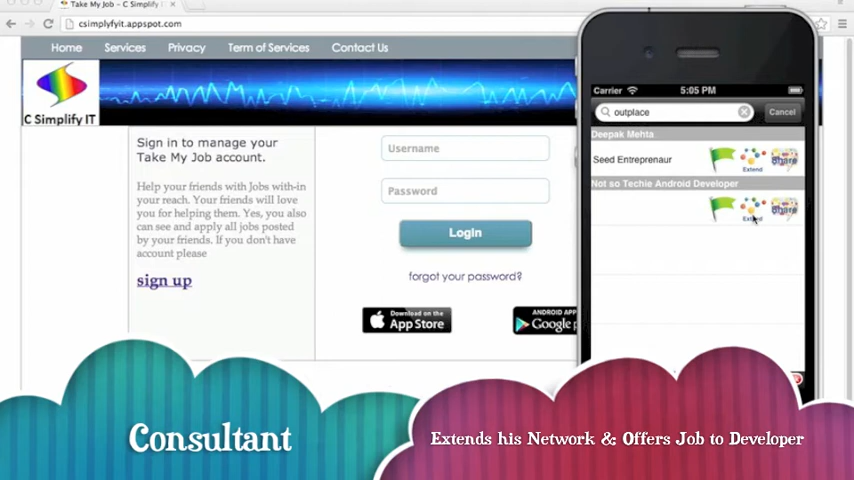 Take My Job - C Simplify I
csimplyfyit.appspot.com
Home Services Privacy Term of Services Contact Us
C Simplify IT
Sign in to manage your
Take My Job account.
Help your friends with Jobs with-in
your reach. Your friends will love
you for helping them. Yes, you also
can see and apply all jobs posted
by your friends. If you don't have
account please
sign up
Username
Password
Login
forgot your password?
Download on the
App Store
ANDROID APP
Google
Carrier 5:05 PM
outplace Cancel
Deepak Mehta
Seed Entreprenaur Extend Share
Not so Techie Android Developer
Extend Share
Consultant
Extends his Network & Offers Job to Developer